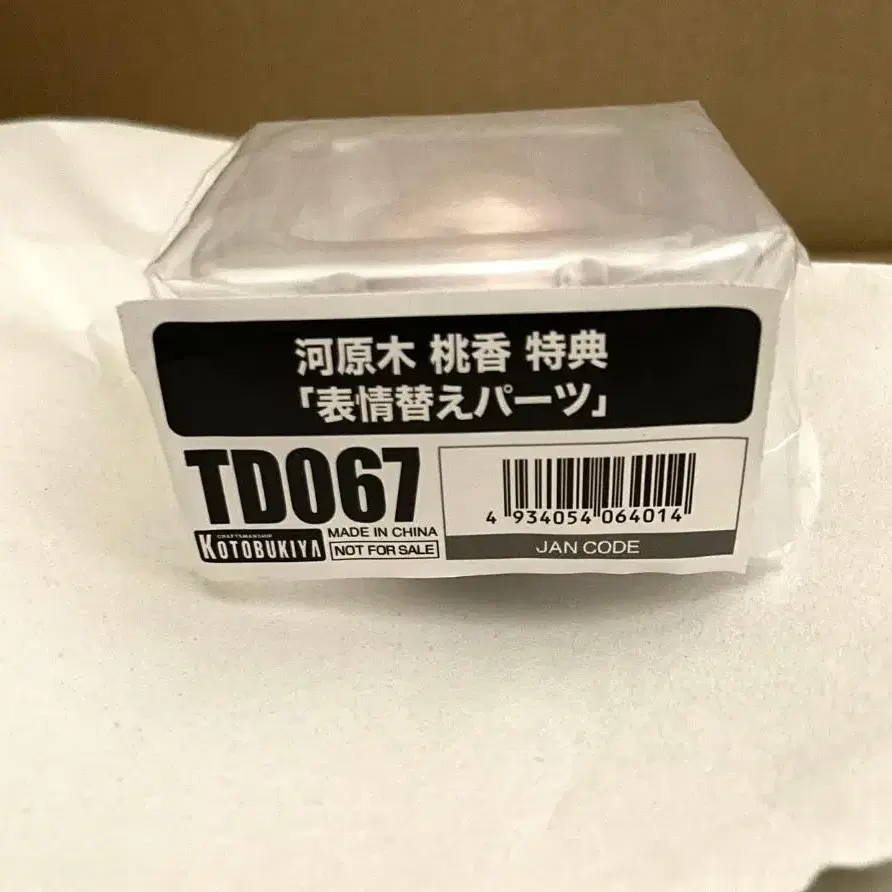 河原木 桃香 特典
「表情替えパーツ」
TD067
MADE IN CHINA
CRAFTSMANSHIP
KOTOBUKIYA
NOT FOR SALE
4 934054 064014
JAN CODE